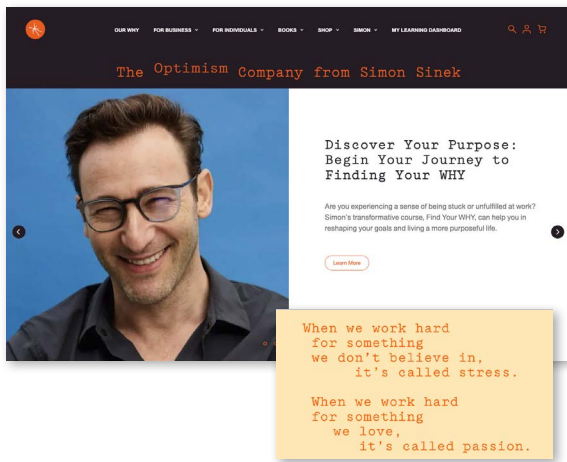 OUR WHY FOR BUSINESS FOR INDIVIDUALS BOOKS SHOP SIMON MY LEARNING DASHBOARD
The Optimism Company from Simon Sinek
Discover Your Purpose:
Begin Your Journey to
Finding Your WHY
Are you experiencing a sense of being stuck or unfulfilled at work?
Simon's transformative course, Find Your WHY, can help you in
reshaping your goals and living a more purposeful life.
Learn More
When we work hard
for something
we don't believe in,
it's called stress.
When we work hard
for something
we love,
it's called passion.